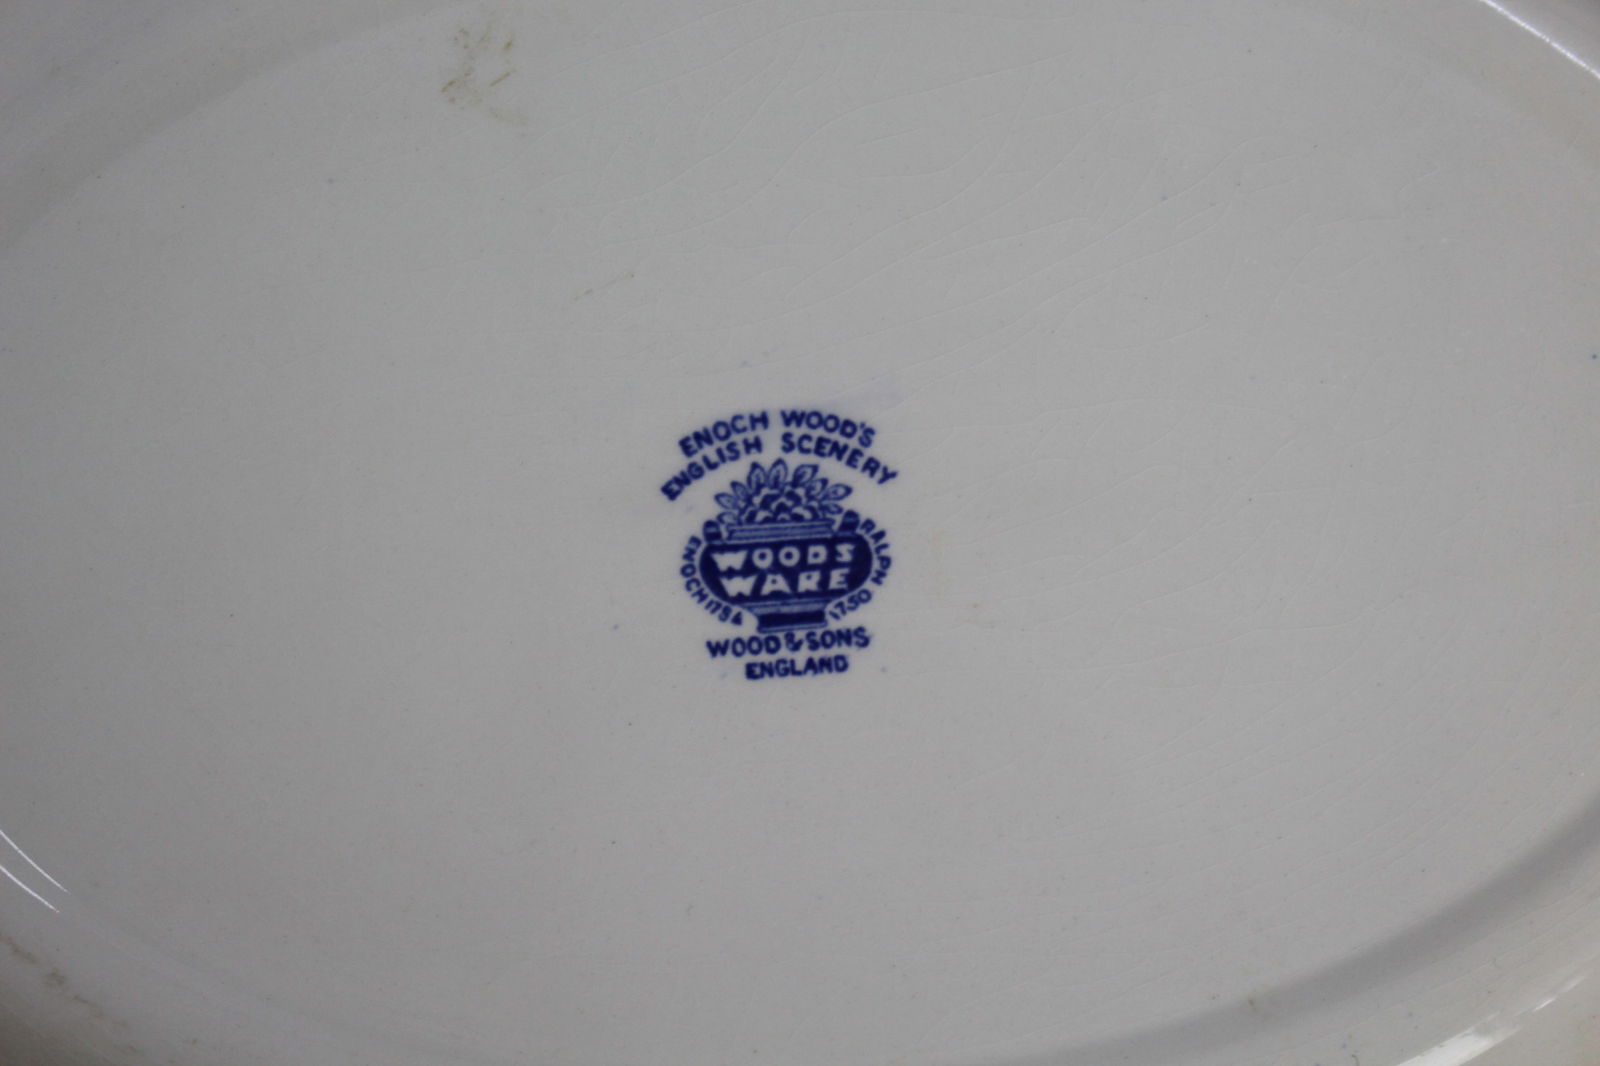 ENOCH WOOD'S
ENGLISH SCENERY
WOODS
WARE
ENOCH 1784
RALPH 1750
WOOD & SONS
ENGLAND